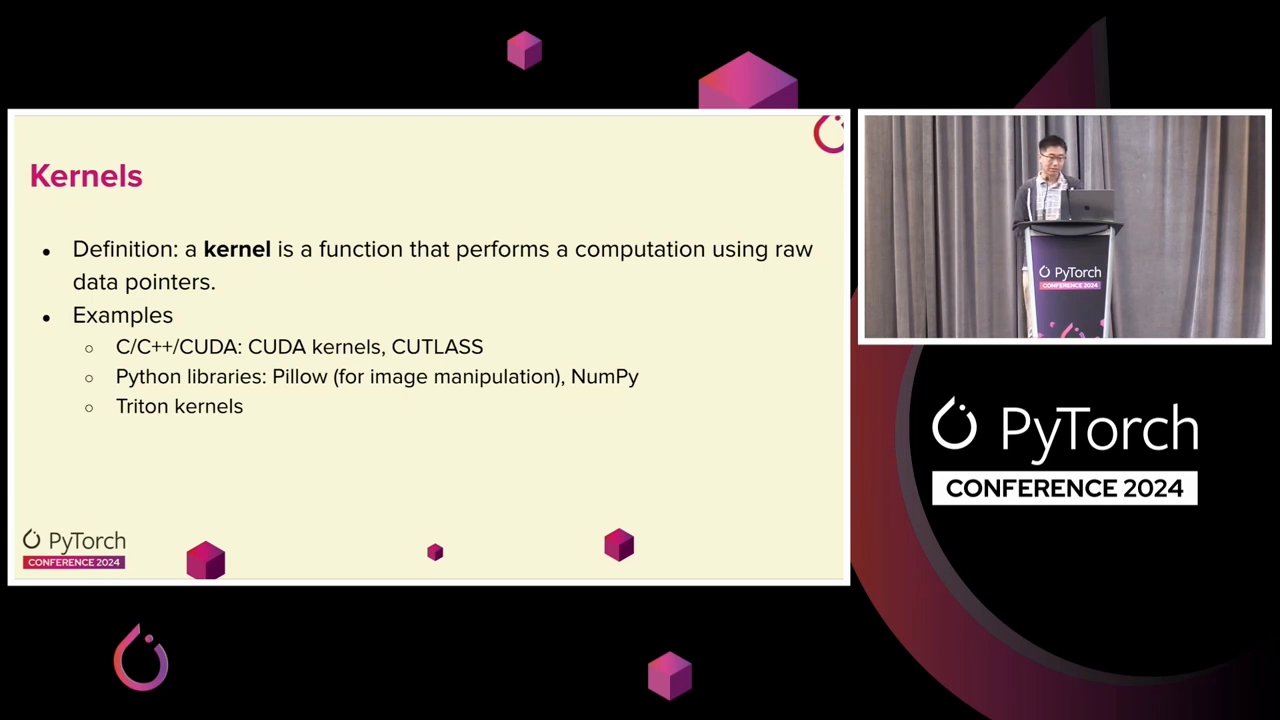 Kernels
● Definition: a kernel is a function that performs a computation using raw
data pointers.
● Examples
○ C/C++/CUDA: CUDA kernels, CUTLASS
○ Python libraries: Pillow (for image manipulation), NumPy
○ Triton kernels
PyTorch
CONFERENCE 2024
PyTorch
CONFERENCE 2024
PyTorch
CONFERENCE 2024